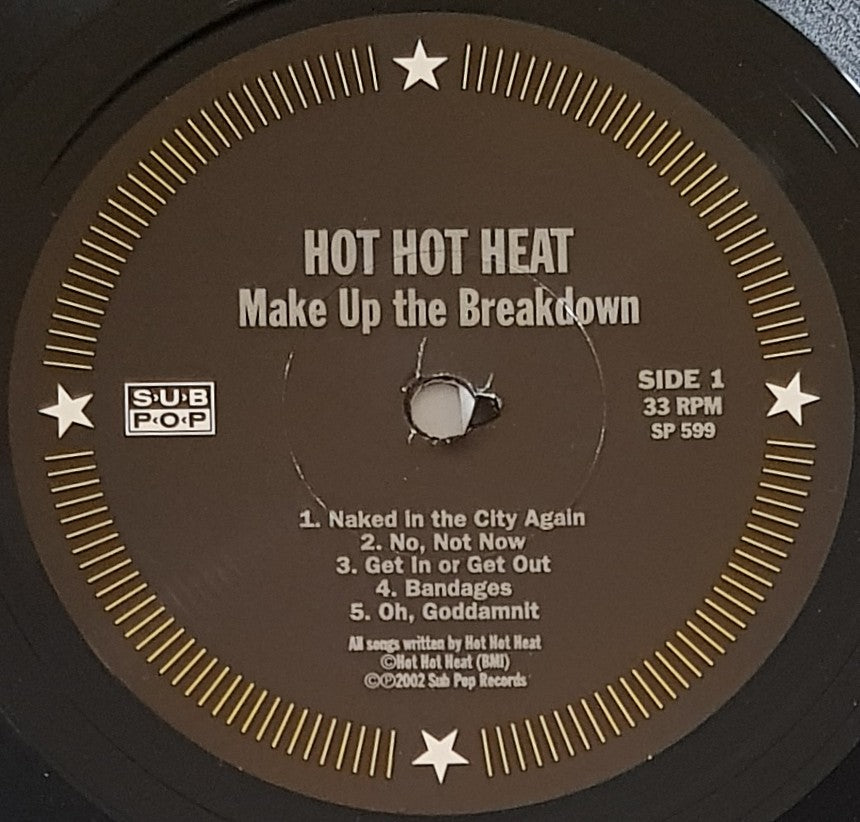 HOT HOT HEAT
Make Up the Breakdown
S›U›B
P‹O‹P
SIDE 1
33 RPM
SP 599
1. Naked in the City Again
2. No, Not Now
3. Get In or Get Out
4. Bandages
5. Oh, Goddamnit
All songs written by Hot Hot Heat
©Hot Hot Heat (BMI)
©℗2002 Sub Pop Records